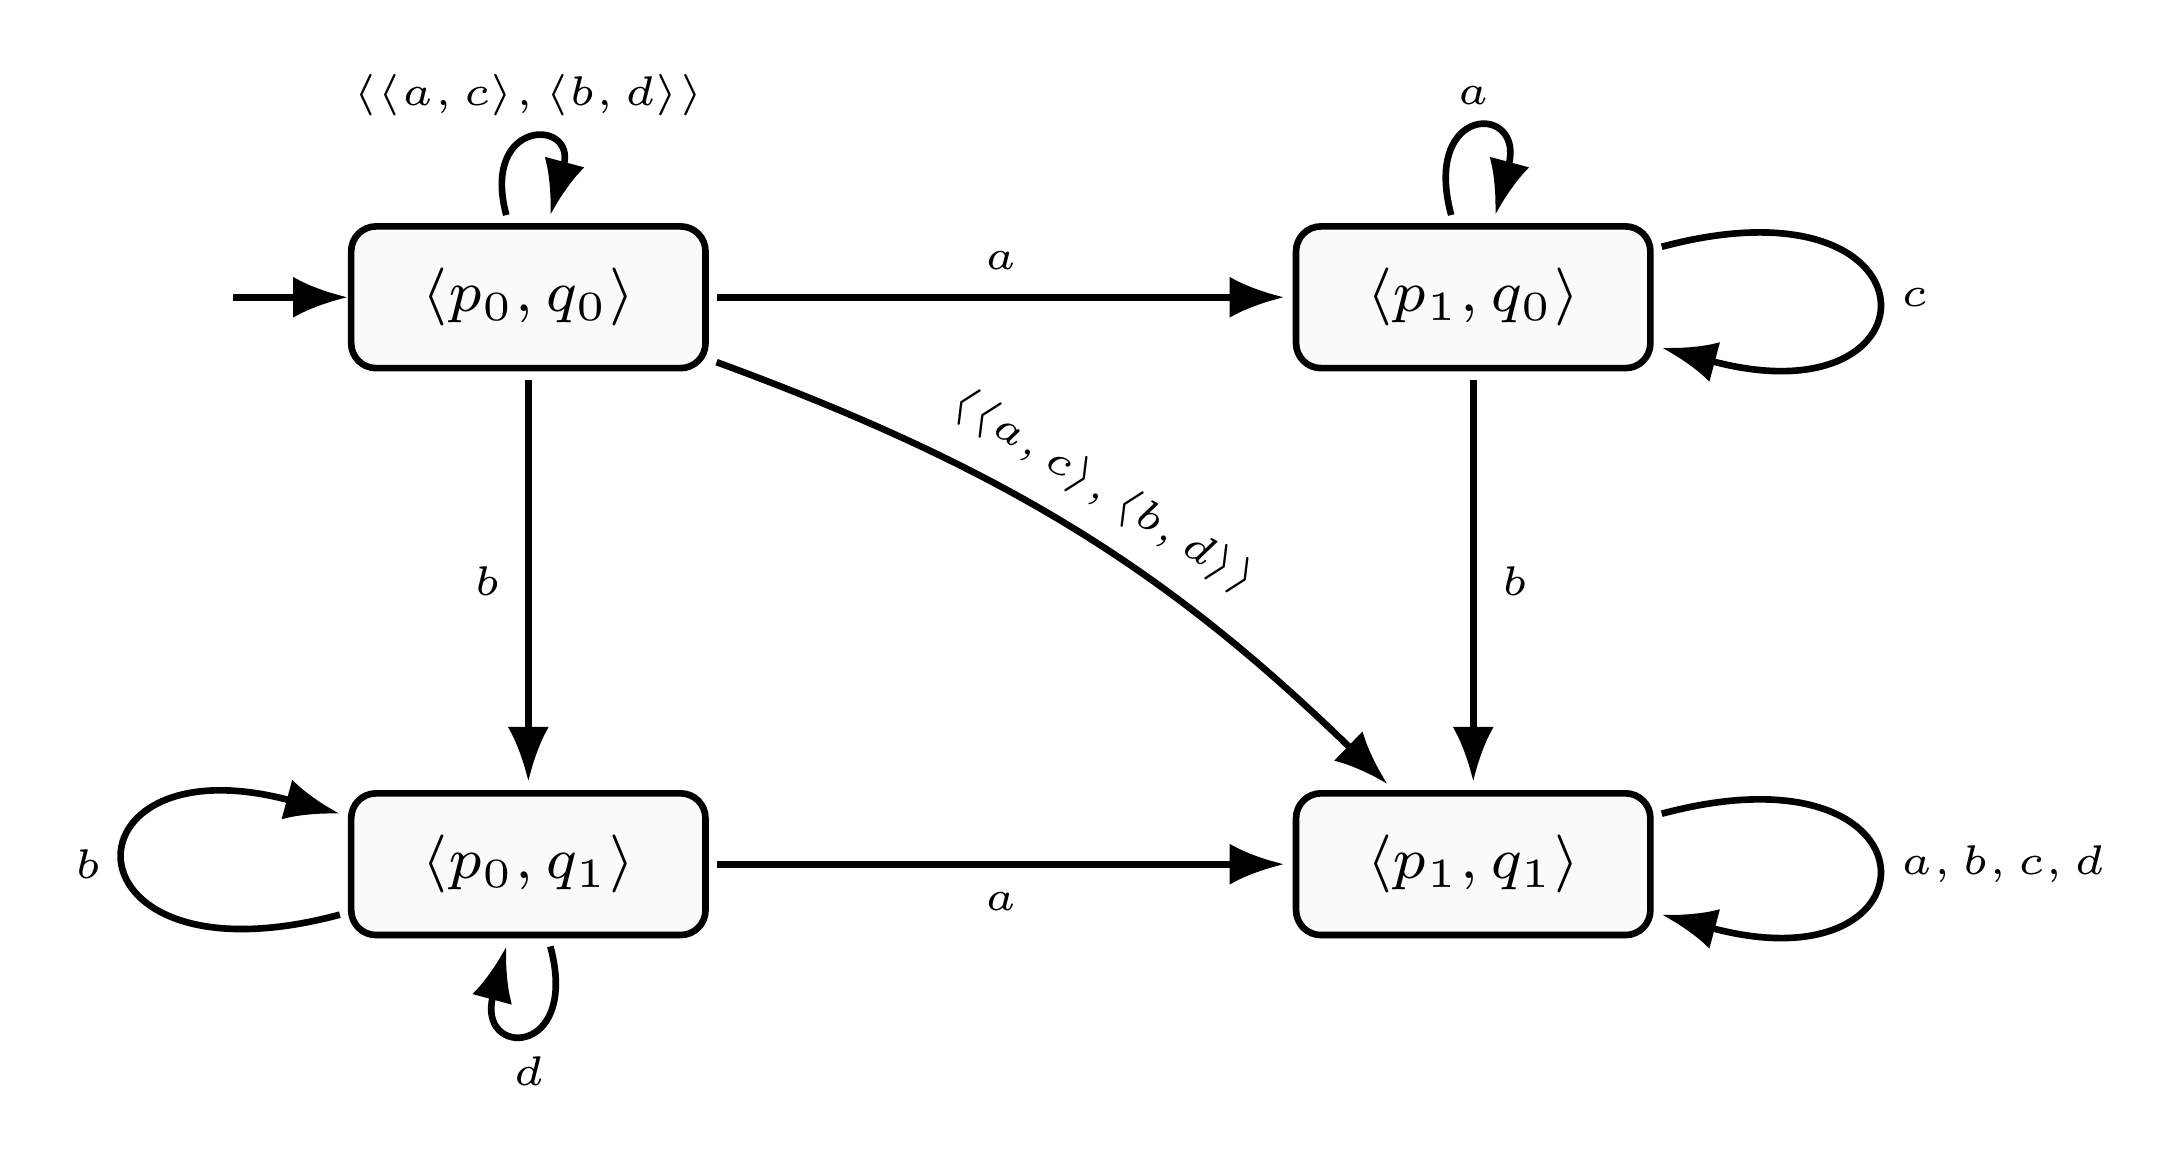 ⟨⟨a, c⟩, ⟨b, d⟩⟩
a
a
⟨p₀, q₀⟩
⟨p₁, q₀⟩
c
⟨⟨a, c⟩, ⟨b, d⟩⟩
b
b
b
⟨p₀, q₁⟩
⟨p₁, q₁⟩
a, b, c, d
a
d